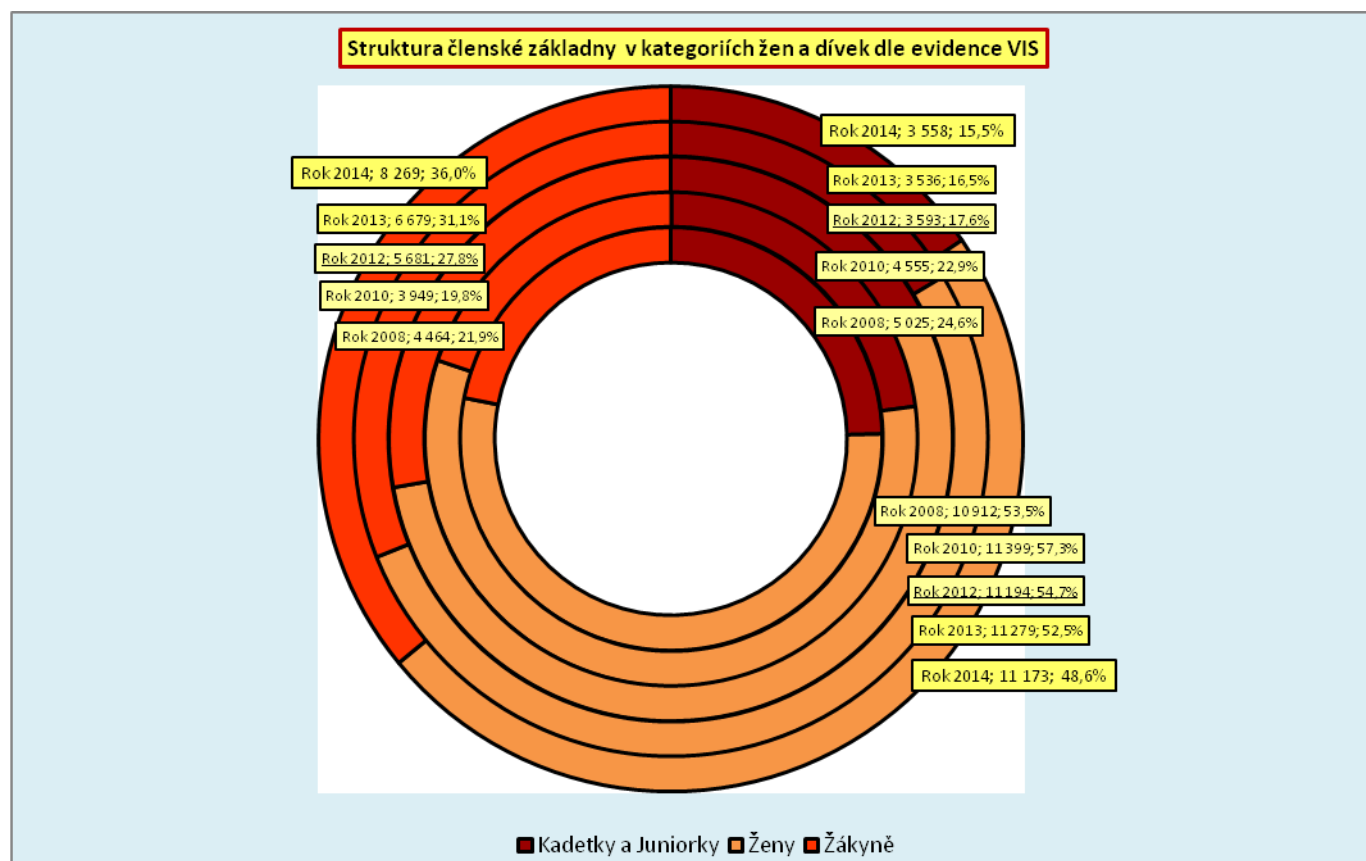 Struktura členské základny v kategoriích žen a dívek dle evidence VIS
Rok 2014; 3 558; 15,5%
Rok 2013; 3 536; 16,5%
Rok 2012; 3 593; 17,6%
Rok 2010; 4 555; 22,9%
Rok 2008; 5 025; 24,6%
Rok 2014; 8 269; 36,0%
Rok 2013; 6 679; 31,1%
Rok 2012; 5 681; 27,8%
Rok 2010; 3 949; 19,8%
Rok 2008; 4 464; 21,9%
Rok 2008; 10 912; 53,5%
Rok 2010; 11 399; 57,3%
Rok 2012; 11 194; 54,7%
Rok 2013; 11 279; 52,5%
Rok 2014; 11 173; 48,6%
Kadetky a Juniorky Ženy Žákyně